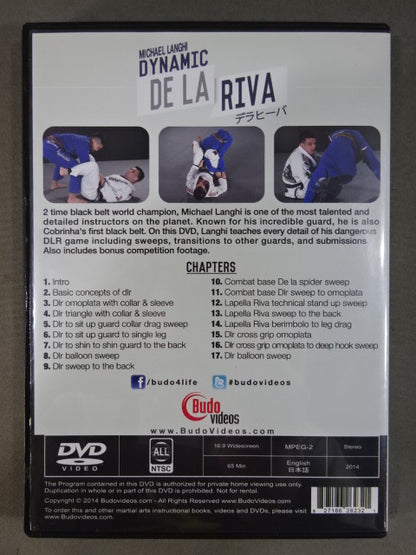 MICHAEL LANGHI
DYNAMIC
DE LA RIVA
デラヒーバ
2 time black belt world champion, Michael Langhi is one of the most talented and
detailed instructors on the planet. Known for his incredible guard, he is also
Cobrinha's first black belt. On this DVD, Langhi teaches every detail of his dangerous
DLR game including sweeps, transitions to other guards, and submissions.
Also includes bonus competition footage.
CHAPTERS
1. Intro
2. Basic concepts of dlr
3. Dlr omoplata with collar & sleeve
4. Dlr triangle with collar & sleeve
5. Dlr to sit up guard collar drag sweep
6. Dlr to sit up guard to single leg
7. Dlr to shin to shin guard to the back
8. Dlr balloon sweep
9. Dlr sweep to the back
10. Combat base De la spider sweep
11. Combat base Dlr sweep to omoplata
12. Lapella Riva technical stand up sweep
13. Lapella Riva sweep to the back
14. Lapella Riva berimbolo to leg drag
15. Dlr cross grip omoplata
16. Dlr cross grip omoplata to deep hook sweep
17. Dlr balloon sweep
f /budo4life
/budovideos
Budo
videos
www.BudoVideos.com
DVD
VIDEO
ALL
NTSC
16:9 Widescreen
MPEG-2
Stereo
65 Min
English
日本語
2014
The Program contained in this DVD is authorized for private home viewing use only.
Duplication in whole or in part of this DVD is prohibited. Not for rental.
Copyright © 2014 Budovideos.com. All rights reserved.
To order this and other martial arts instructional books, videos and DVDs, please visit
www.Budovideos.com